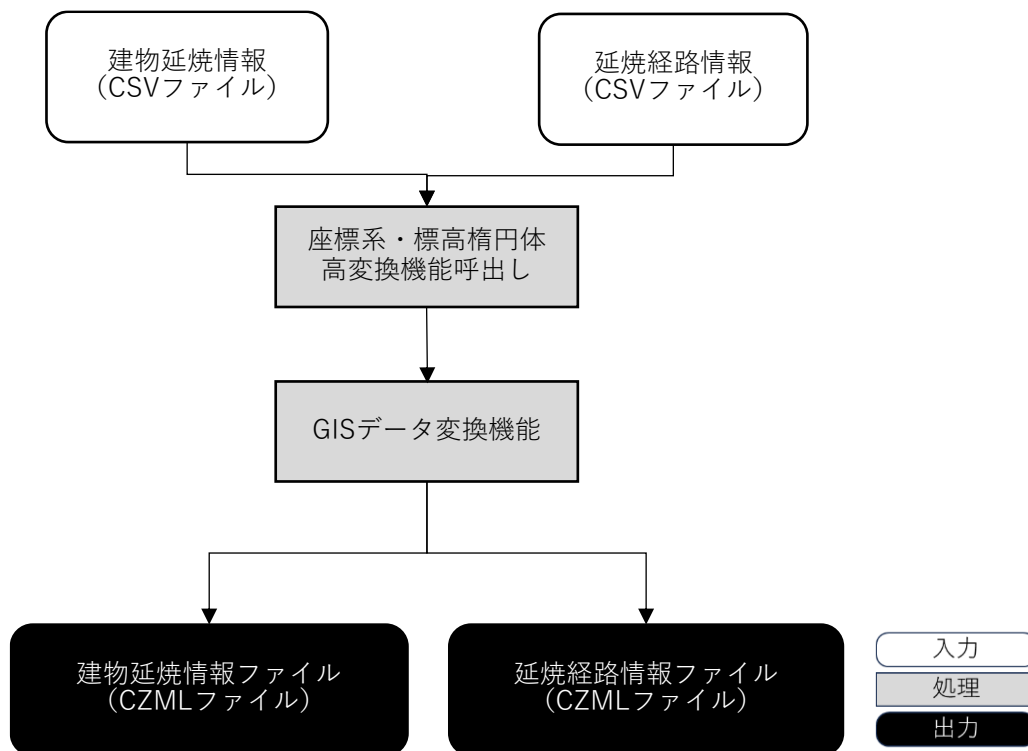 建物延焼情報
（CSVファイル）
延焼経路情報
（CSVファイル）
座標系・標高楕円体
高変換機能呼出し
GISデータ変換機能
建物延焼情報ファイル
（CZMLファイル）
延焼経路情報ファイル
（CZMLファイル）
入力
処理
出力